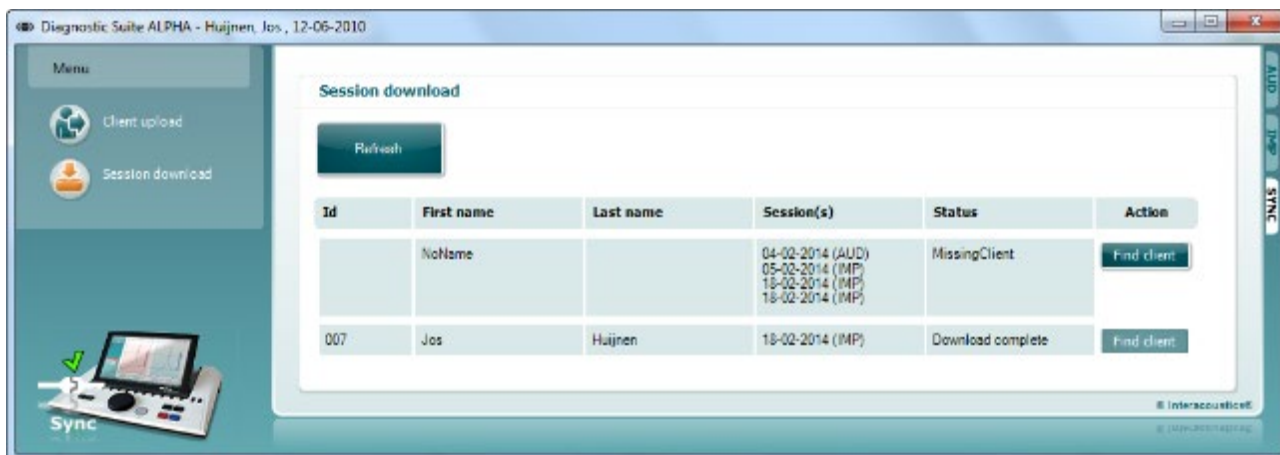 Diagnostic Suite ALPHA - Huijnen, Jos , 12-06-2010
Menu
Client upload
Session download
Sync
Session download
Refresh
Id First name Last name Session(s) Status Action
NoName 04-02-2014 (AUD) MissingClient Find client
05-02-2014 (IMP)
18-02-2014 (IMP)
18-02-2014 (IMP)
007 Jos Huijnen 18-02-2014 (IMP) Download complete Find client
© Interacoustics®
AUD
IMP
SYNC